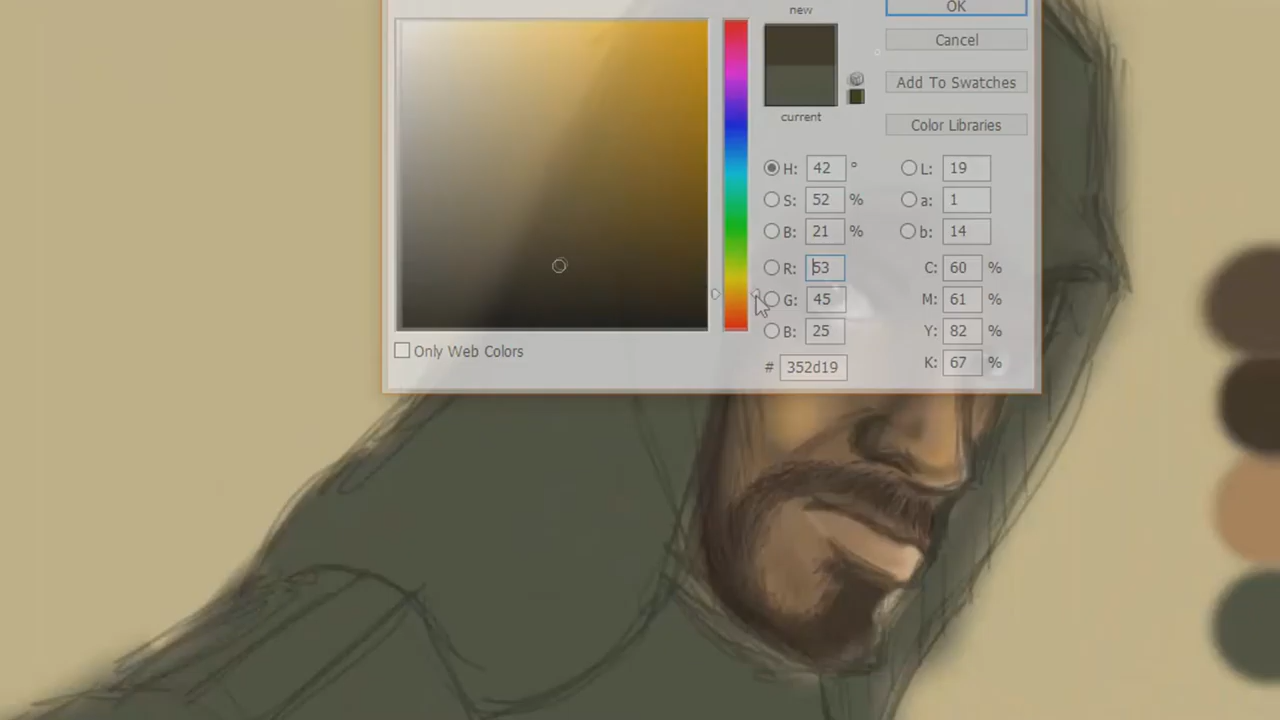 new
OK
Cancel
Add To Swatches
current
Color Libraries
H: 42 °
L: 19
S: 52 %
a: 1
B: 21 %
b: 14
R: 53
C: 60 %
G: 45
M: 61 %
B: 25
Y: 82 %
Only Web Colors
# 352d19
K: 67 %